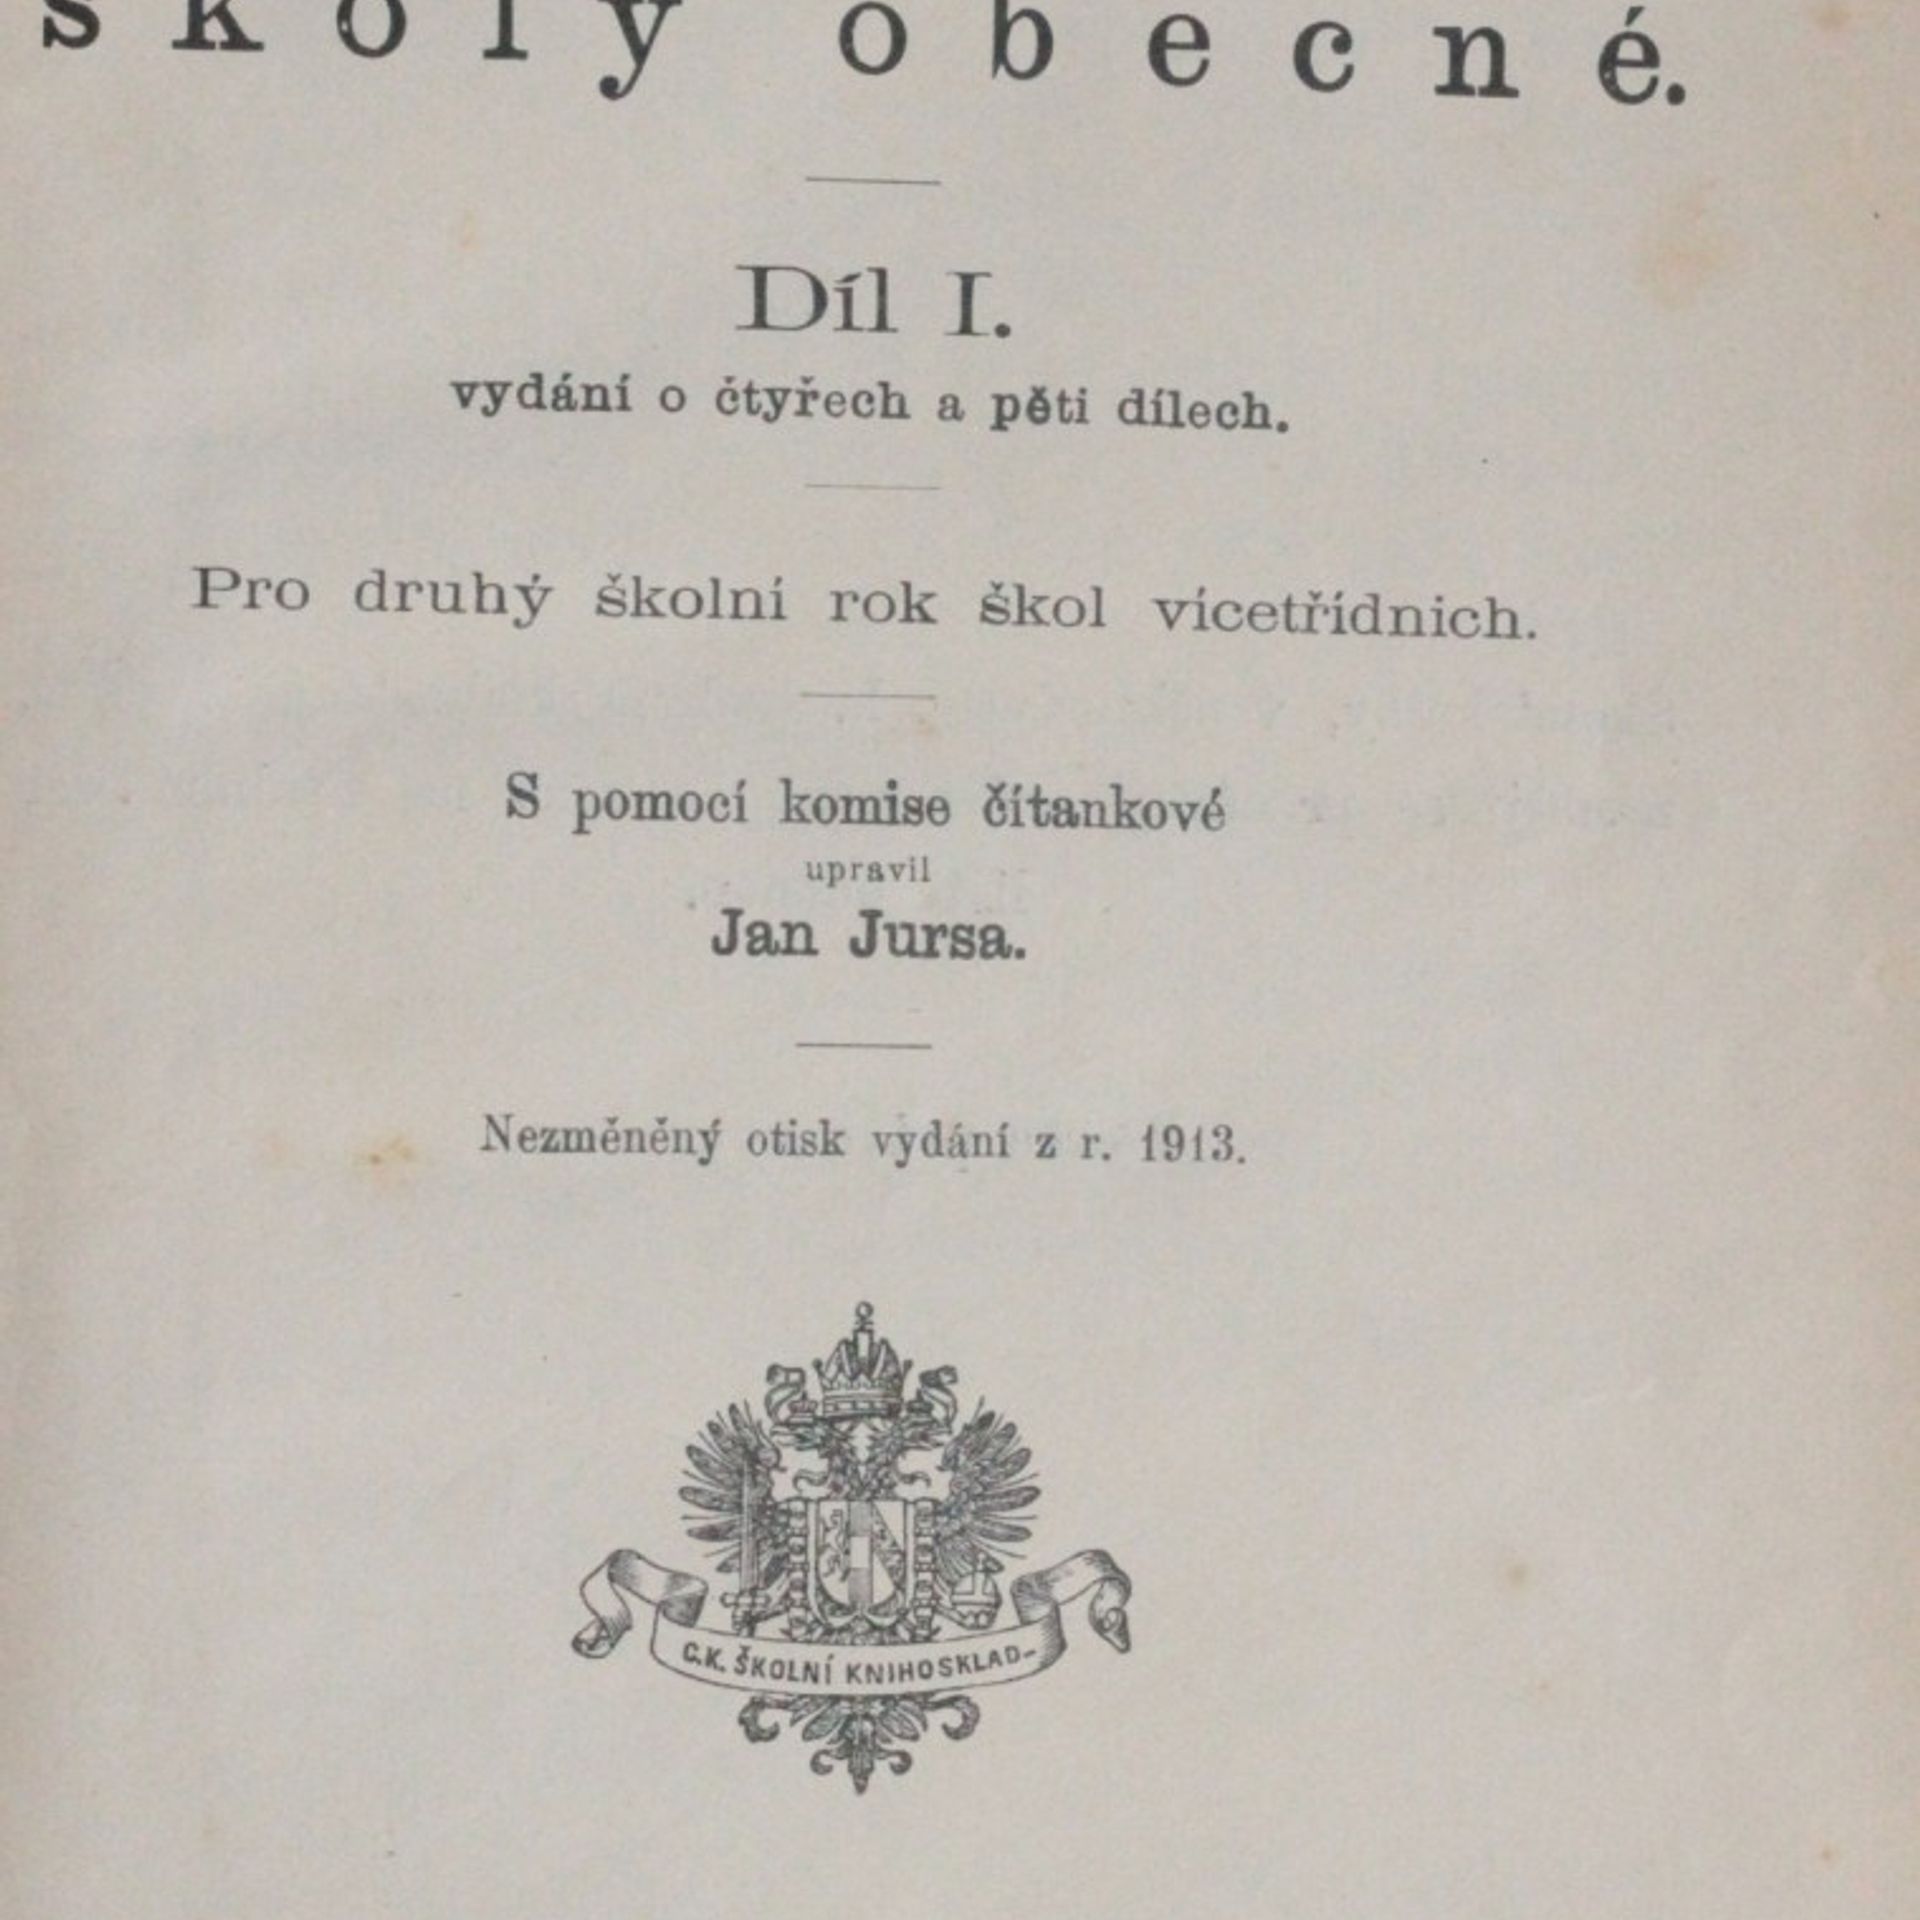 školy obecné.
Díl I.
vydání o čtyřech a pěti dílech.
Pro druhý školní rok škol vícetřídnich.
S pomocí komise čítankové
upravil
Jan Jursa.
Nezměněný otisk vydání z r. 1913.
C.K. ŠKOLNÍ KNIHOSKLAD-